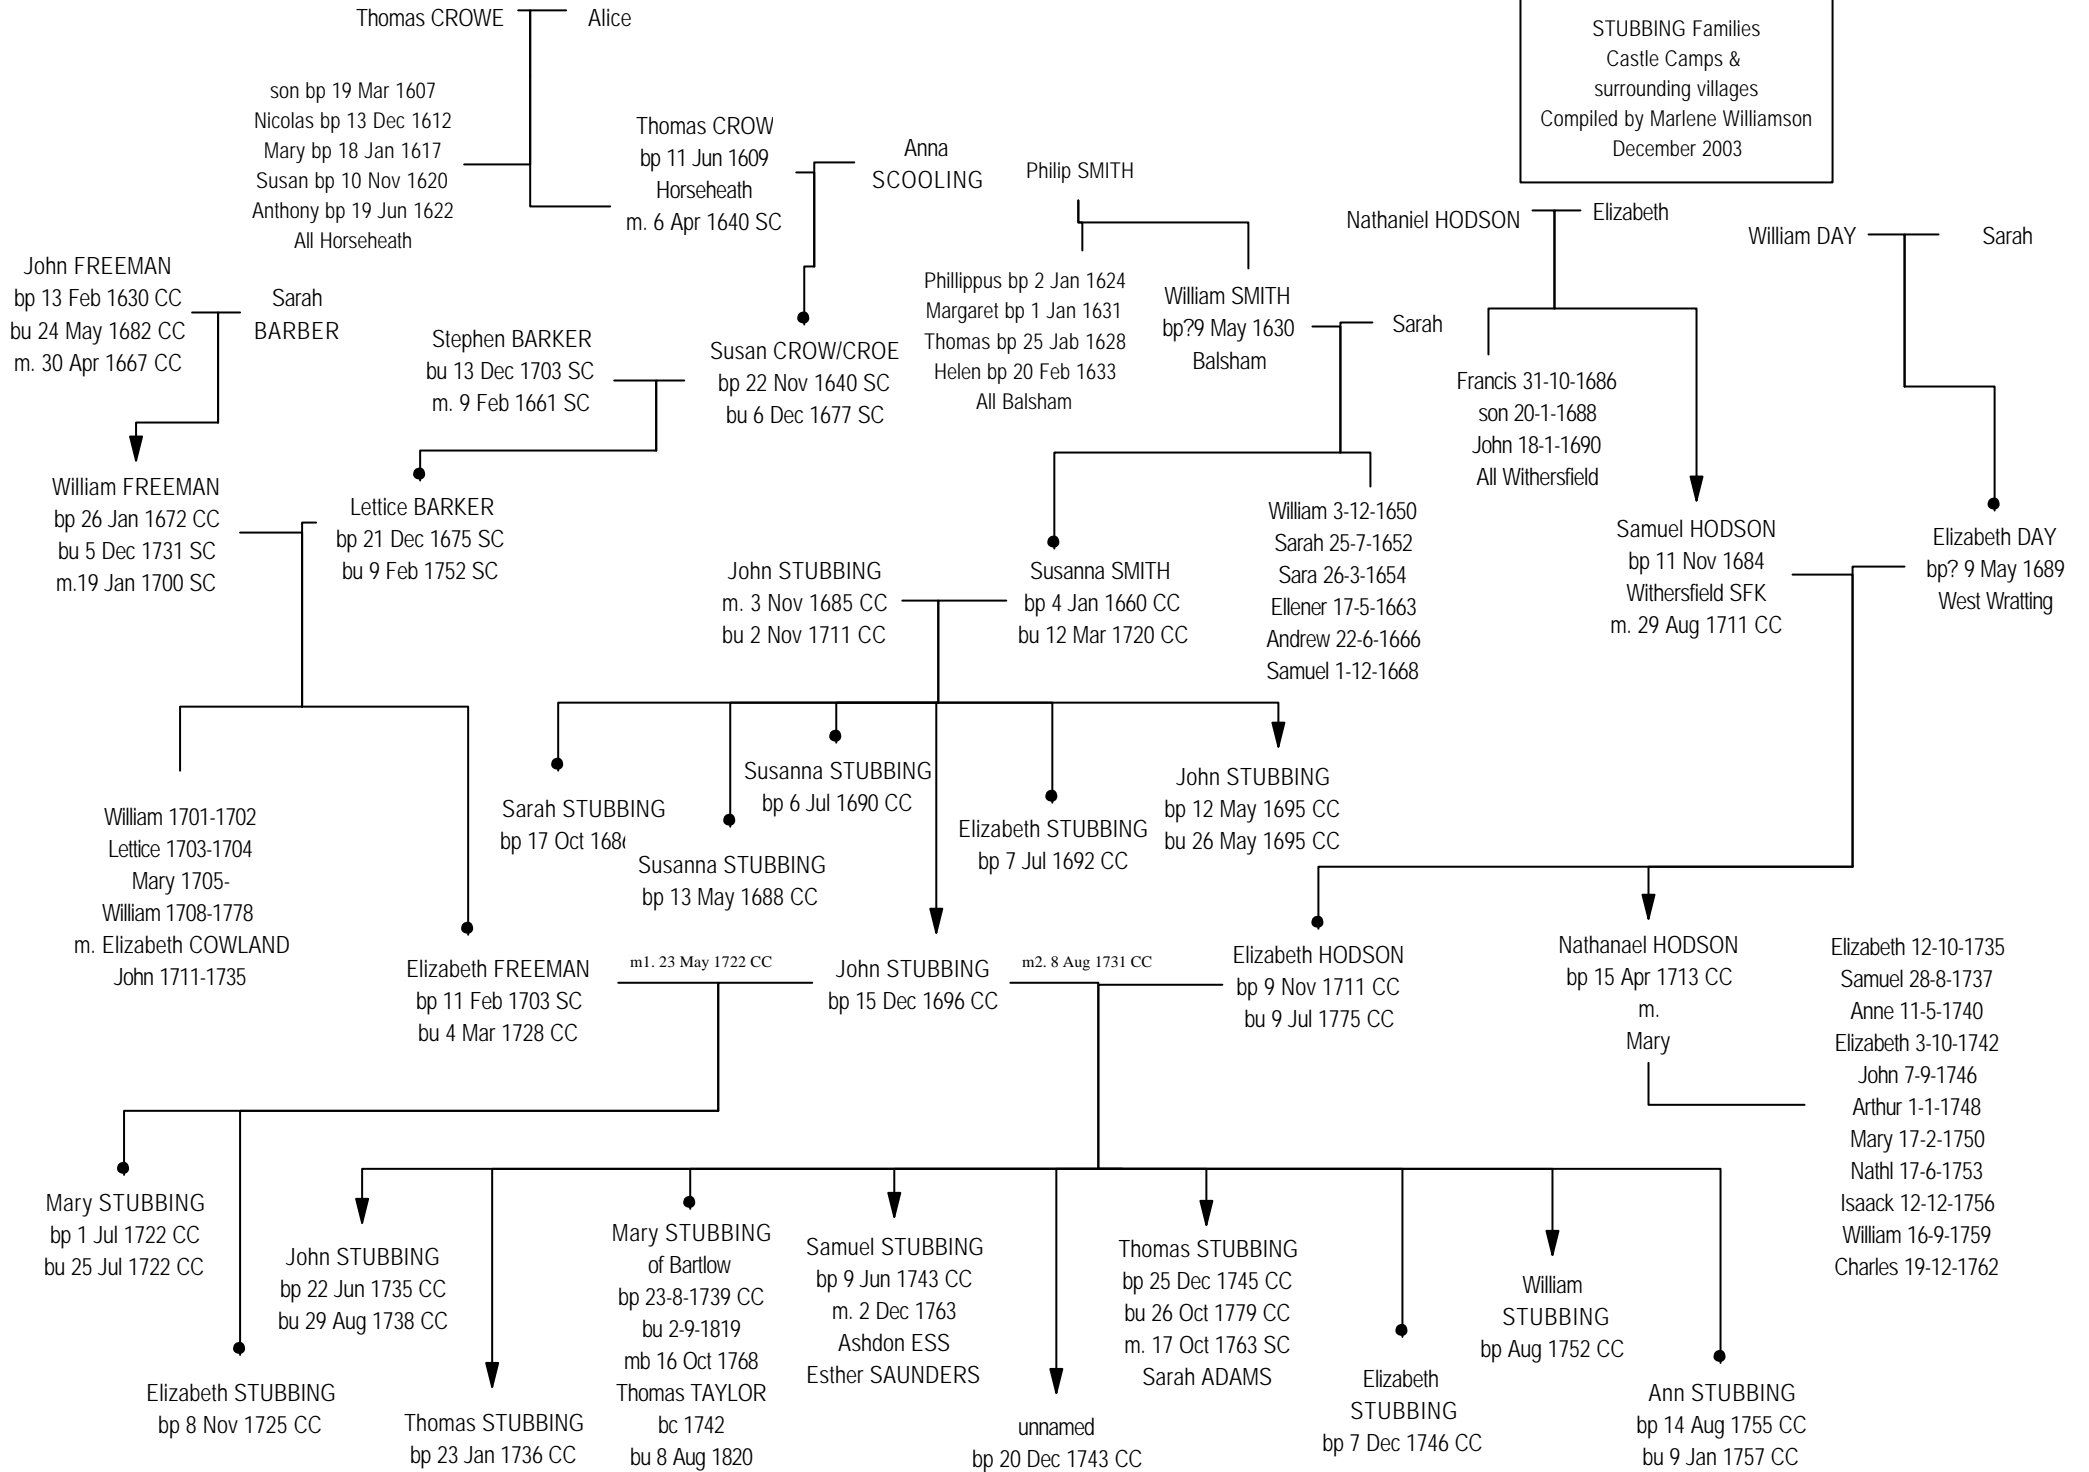 Thomas CROWE
Alice
STUBBING Families
Castle Camps &
surrounding villages
Compiled by Marlene Williamson
December 2003
son bp 19 Mar 1607
Nicolas bp 13 Dec 1612
Mary bp 18 Jan 1617
Susan bp 10 Nov 1620
Anthony bp 19 Jun 1622
All Horseheath
Thomas CROW
bp 11 Jun 1609
Horseheath
m. 6 Apr 1640 SC
Anna
SCOOLING
Philip SMITH
Nathaniel HODSON
Elizabeth
William DAY
Sarah
John FREEMAN
bp 13 Feb 1630 CC
bu 24 May 1682 CC
m. 30 Apr 1667 CC
Sarah
BARBER
Stephen BARKER
bu 13 Dec 1703 SC
m. 9 Feb 1661 SC
Susan CROW/CROE
bp 22 Nov 1640 SC
bu 6 Dec 1677 SC
Phillippus bp 2 Jan 1624
Margaret bp 1 Jan 1631
Thomas bp 25 Jab 1628
Helen bp 20 Feb 1633
All Balsham
William SMITH
bp?9 May 1630
Balsham
Sarah
Francis 31-10-1686
son 20-1-1688
John 18-1-1690
All Withersfield
William FREEMAN
bp 26 Jan 1672 CC
bu 5 Dec 1731 SC
m.19 Jan 1700 SC
Lettice BARKER
bp 21 Dec 1675 SC
bu 9 Feb 1752 SC
John STUBBING
m. 3 Nov 1685 CC
bu 2 Nov 1711 CC
Susanna SMITH
bp 4 Jan 1660 CC
bu 12 Mar 1720 CC
William 3-12-1650
Sarah 25-7-1652
Sara 26-3-1654
Ellener 17-5-1663
Andrew 22-6-1666
Samuel 1-12-1668
Samuel HODSON
bp 11 Nov 1684
Withersfield SFK
m. 29 Aug 1711 CC
Elizabeth DAY
bp? 9 May 1689
West Wratting
William 1701-1702
Lettice 1703-1704
Mary 1705-
William 1708-1778
m. Elizabeth COWLAND
John 1711-1735
Sarah STUBBING
bp 17 Oct 1686
Susanna STUBBING
bp 13 May 1688 CC
Susanna STUBBING
bp 6 Jul 1690 CC
Elizabeth STUBBING
bp 7 Jul 1692 CC
John STUBBING
bp 12 May 1695 CC
bu 26 May 1695 CC
Elizabeth FREEMAN
bp 11 Feb 1703 SC
bu 4 Mar 1728 CC
m1. 23 May 1722 CC
John STUBBING
bp 15 Dec 1696 CC
m2. 8 Aug 1731 CC
Elizabeth HODSON
bp 9 Nov 1711 CC
bu 9 Jul 1775 CC
Nathanael HODSON
bp 15 Apr 1713 CC
m.
Mary
Elizabeth 12-10-1735
Samuel 28-8-1737
Anne 11-5-1740
Elizabeth 3-10-1742
John 7-9-1746
Arthur 1-1-1748
Mary 17-2-1750
Nathl 17-6-1753
Isaack 12-12-1756
William 16-9-1759
Charles 19-12-1762
Mary STUBBING
bp 1 Jul 1722 CC
bu 25 Jul 1722 CC
Elizabeth STUBBING
bp 8 Nov 1725 CC
John STUBBING
bp 22 Jun 1735 CC
bu 29 Aug 1738 CC
Thomas STUBBING
bp 23 Jan 1736 CC
Mary STUBBING
of Bartlow
bp 23-8-1739 CC
bu 2-9-1819
mb 16 Oct 1768
Thomas TAYLOR
bc 1742
bu 8 Aug 1820
Samuel STUBBING
bp 9 Jun 1743 CC
m. 2 Dec 1763
Ashdon ESS
Esther SAUNDERS
unnamed
bp 20 Dec 1743 CC
Thomas STUBBING
bp 25 Dec 1745 CC
bu 26 Oct 1779 CC
m. 17 Oct 1763 SC
Sarah ADAMS
Elizabeth
STUBBING
bp 7 Dec 1746 CC
William
STUBBING
bp Aug 1752 CC
Ann STUBBING
bp 14 Aug 1755 CC
bu 9 Jan 1757 CC